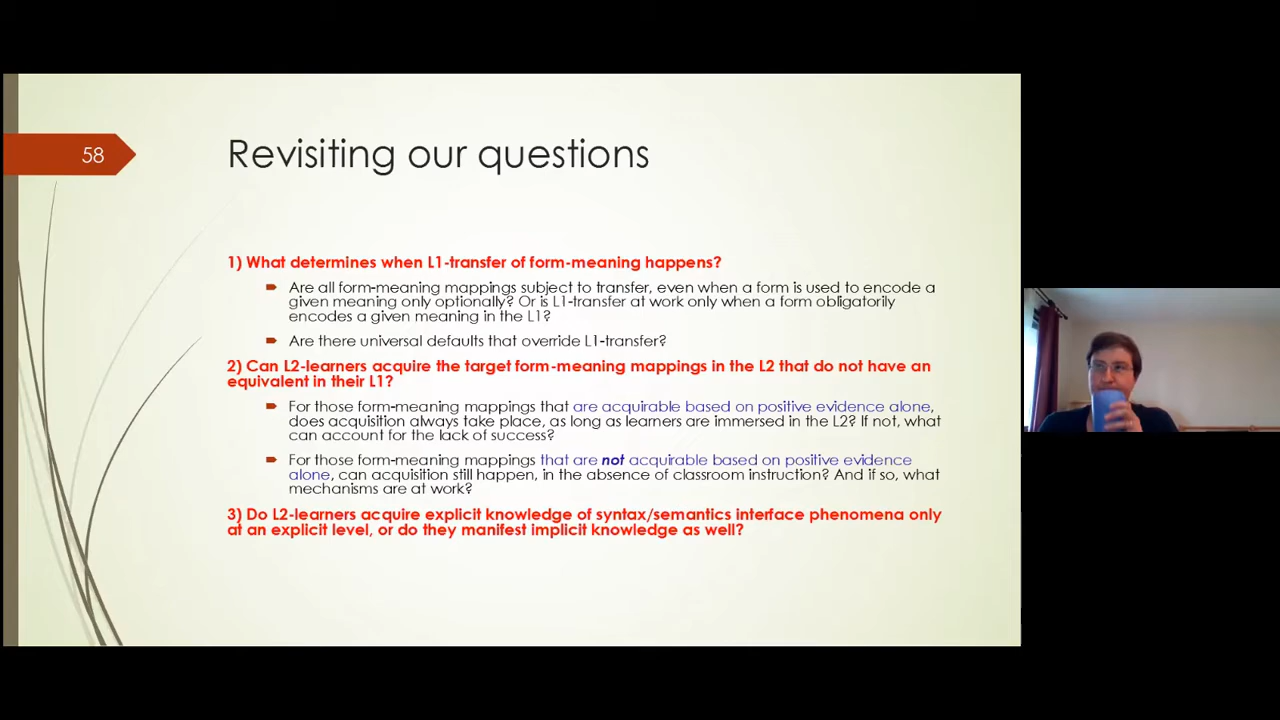 58
Revisiting our questions
1) What determines when L1-transfer of form-meaning happens?
Are all form-meaning mappings subject to transfer, even when a form is used to encode a
given meaning only optionally? Or is L1-transfer at work only when a form obligatorily
encodes a given meaning in the L1?
Are there universal defaults that override L1-transfer?
2) Can L2-learners acquire the target form-meaning mappings in the L2 that do not have an
equivalent in their L1?
For those form-meaning mappings that are acquirable based on positive evidence alone,
does acquisition always take place, as long as learners are immersed in the L2? If not, what
can account for the lack of success?
For those form-meaning mappings that are not acquirable based on positive evidence
alone, can acquisition still happen, in the absence of classroom instruction? And if so, what
mechanisms are at work?
3) Do L2-learners acquire explicit knowledge of syntax/semantics interface phenomena only
at an explicit level, or do they manifest implicit knowledge as well?